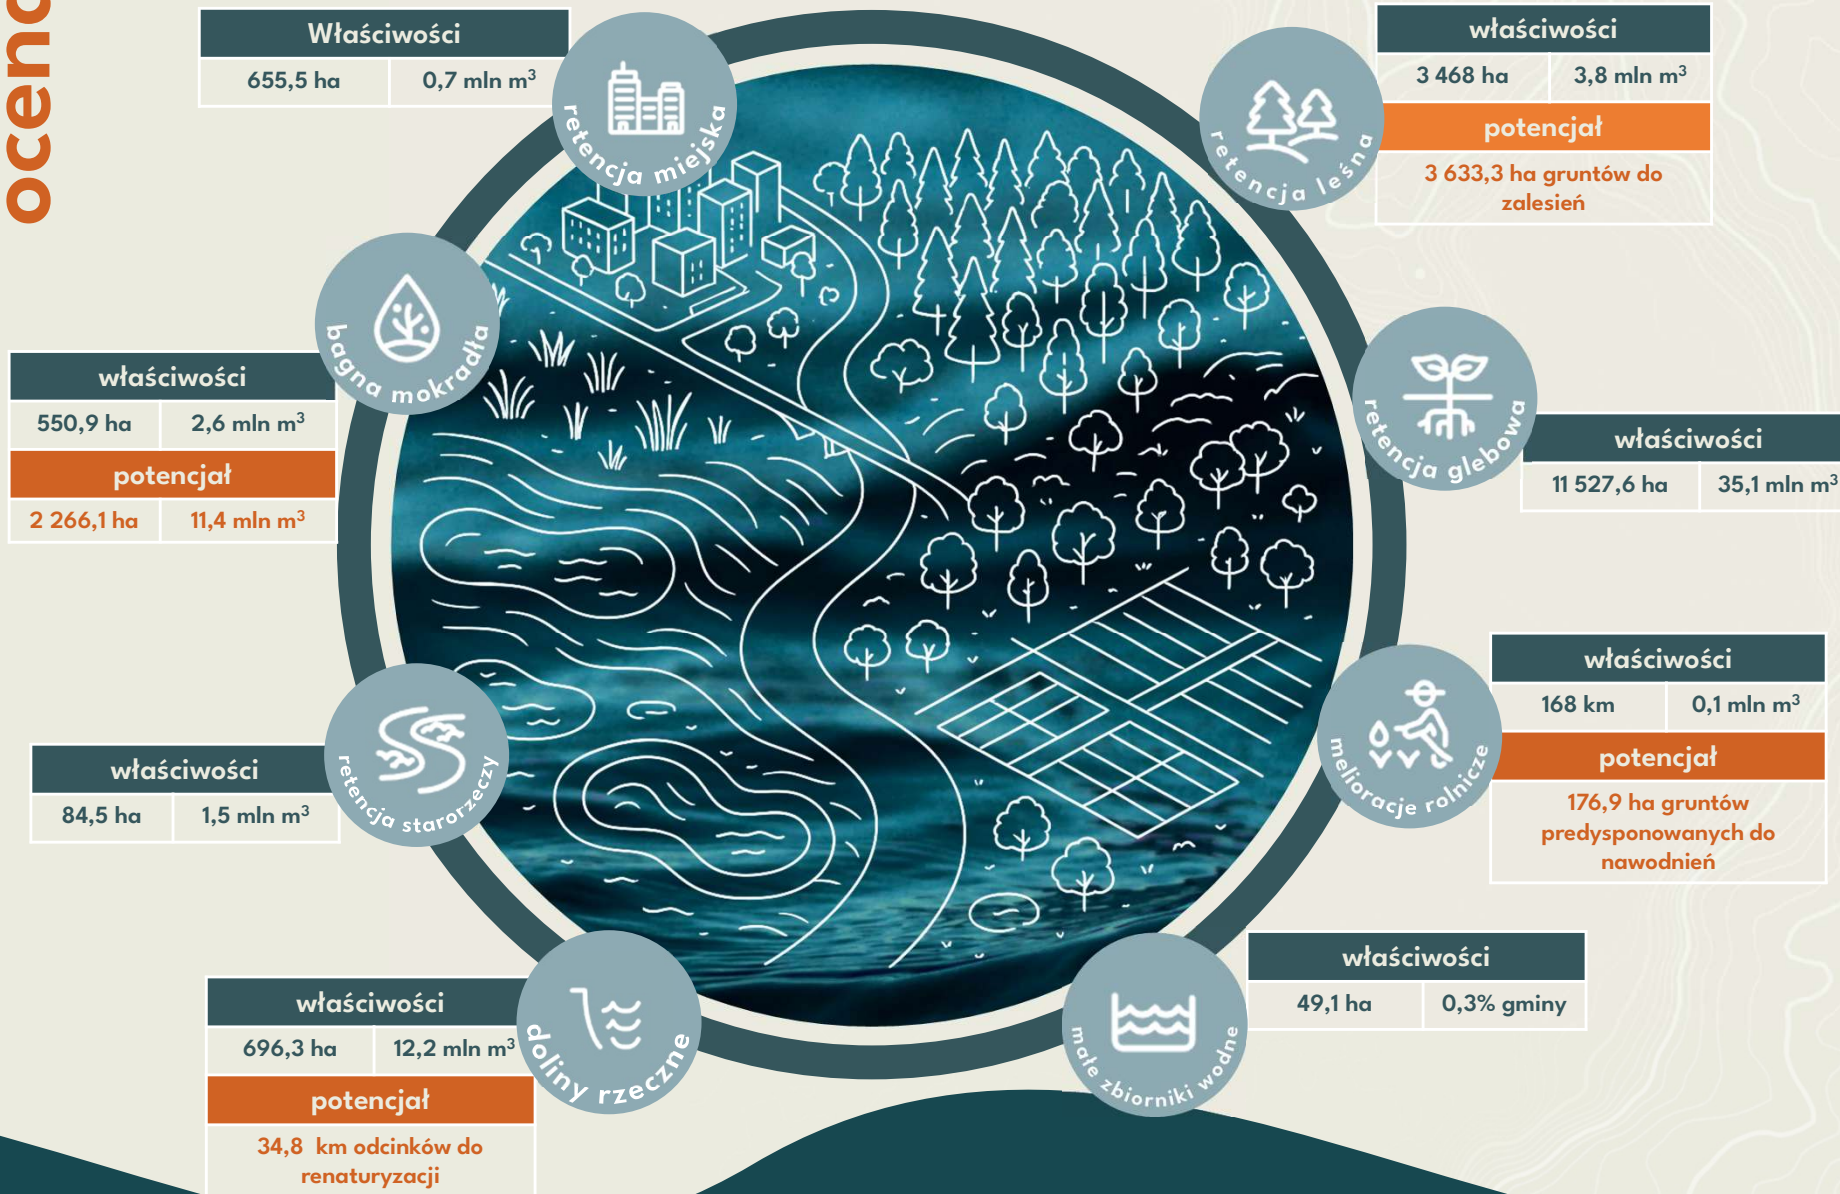 ocen
Właściwości
655,5 ha 0,7 mln m³
retencja miejska
właściwości
3 468 ha 3,8 mln m³
potencjał
3 633,3 ha gruntów do
zalesień
retencja leśna
bagna mokradła
właściwości
550,9 ha 2,6 mln m³
potencjał
2 266,1 ha 11,4 mln m³
retencja glebowa
właściwości
11 527,6 ha 35,1 mln m³
retencja starorzeczy
właściwości
84,5 ha 1,5 mln m³
melioracje rolnicze
właściwości
168 km 0,1 mln m³
potencjał
176,9 ha gruntów
predysponowanych do
nawodnień
doliny rzeczne
właściwości
696,3 ha 12,2 mln m³
potencjał
34,8 km odcinków do
renaturyzacji
małe zbiorniki wodne
właściwości
49,1 ha 0,3% gminy